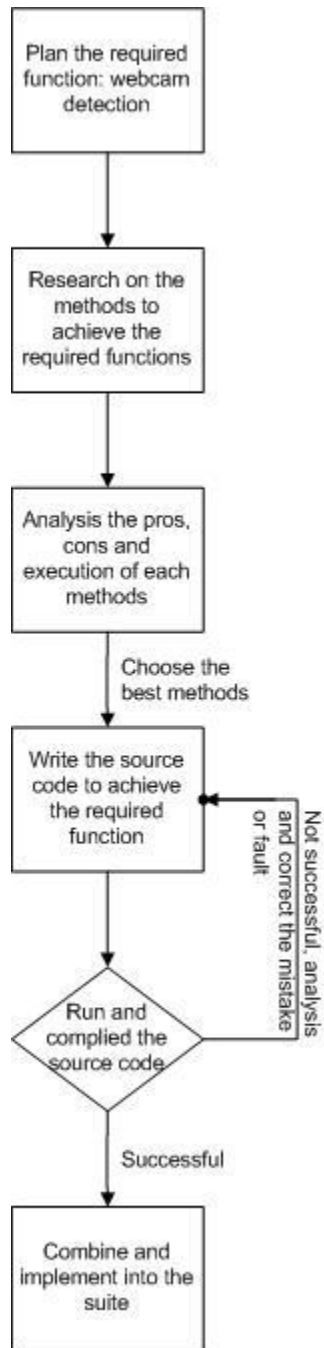 Plan the required
function: webcam
detection
Research on the
methods to
achieve the
required functions
Analysis the pros,
cons and
execution of each
methods
Choose the
best methods
Write the source
code to achieve
the required
function
Not successful, analysis
and correct the mistake
or fault
Run and
complied the
source code
Successful
Combine and
implement into the
suite